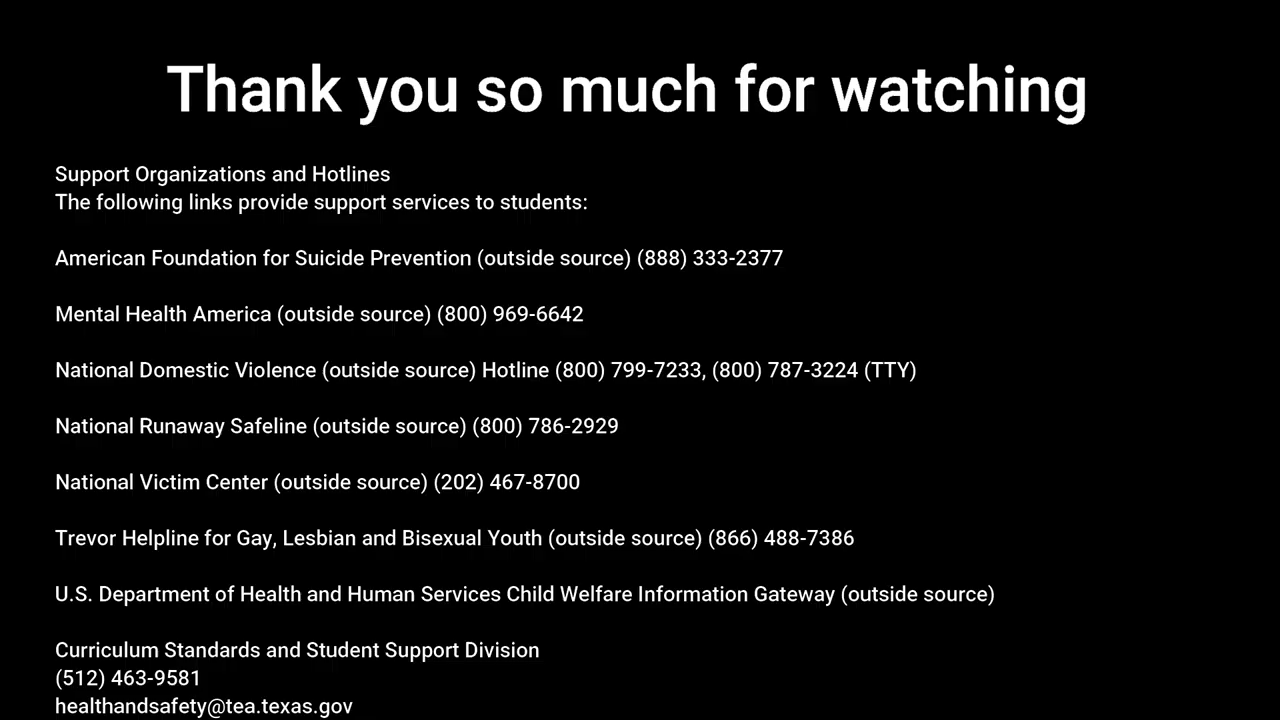 Thank you so much for watching
Support Organizations and Hotlines
The following links provide support services to students:
American Foundation for Suicide Prevention (outside source) (888) 333-2377
Mental Health America (outside source) (800) 969-6642
National Domestic Violence (outside source) Hotline (800) 799-7233, (800) 787-3224 (TTY)
National Runaway Safeline (outside source) (800) 786-2929
National Victim Center (outside source) (202) 467-8700
Trevor Helpline for Gay, Lesbian and Bisexual Youth (outside source) (866) 488-7386
U.S. Department of Health and Human Services Child Welfare Information Gateway (outside source)
Curriculum Standards and Student Support Division
(512) 463-9581
healthandsafety@tea.texas.gov